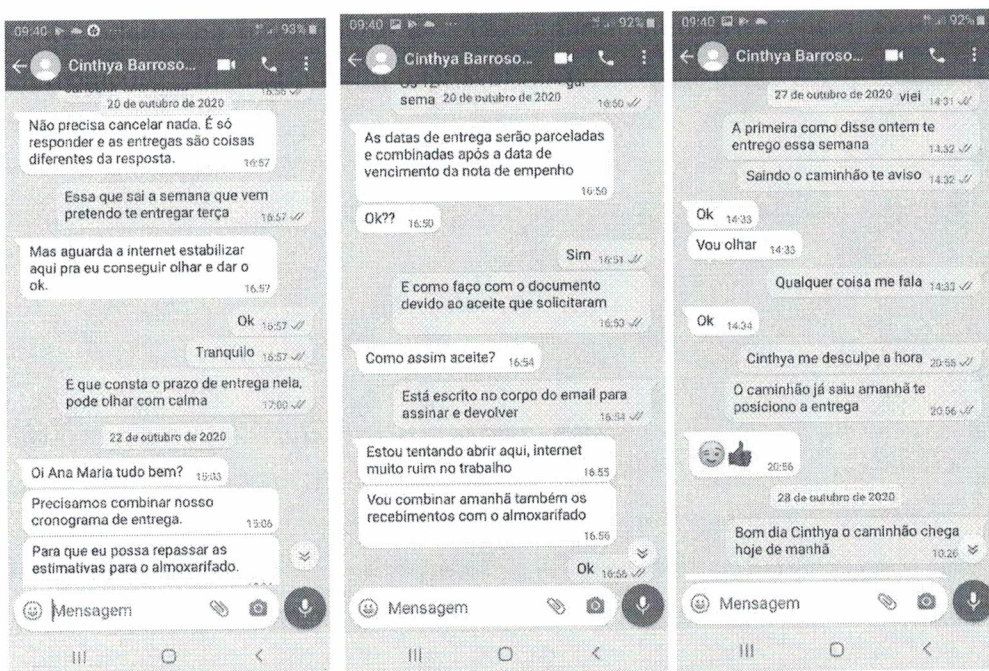 09:40 93%
Cinthya Barroso...
20 de outubro de 2020
Não precisa cancelar nada. É só
responder e as entregas são coisas
diferentes da resposta. 16:57
Essa que sai a semana que vem
pretendo te entregar terça 16:57
Mas aguarda a internet estabilizar
aqui pra eu conseguir olhar e dar o
ok. 16:57
Ok 16:57
Tranquilo 16:57
E que consta o prazo de entrega nela,
pode olhar com calma 17:00
22 de outubro de 2020
Oi Ana Maria tudo bem? 15:03
Precisamos combinar nosso
cronograma de entrega. 15:06
Para que eu possa repassar as
estimativas para o almoxarifado.
Mensagem
09:40 92%
Cinthya Barroso...
sema 20 de outubro de 2020 16:50
As datas de entrega serão parceladas
e combinadas após a data de
vencimento da nota de empenho
16:50
Ok?? 16:50
Sim 16:51
E como faço com o documento
devido ao aceite que solicitaram
16:53
Como assim aceite? 16:54
Está escrito no corpo do email para
assinar e devolver 16:54
Estou tentando abrir aqui, internet
muito ruim no trabalho 16:55
Vou combinar amanhã também os
recebimentos com o almoxarifado
16:56
Ok 16:56
Mensagem
09:40 92%
Cinthya Barroso...
27 de outubro de 2020 viei 14:31
A primeira como disse ontem te
entrego essa semana 14:32
Saindo o caminhão te aviso 14:32
Ok 14:33
Vou olhar 14:33
Qualquer coisa me fala 14:33
Ok 14:34
Cinthya me desculpe a hora 20:55
O caminhão já saiu amanhã te
posiciono a entrega 20:56
20:56
28 de outubro de 2020
Bom dia Cinthya o caminhão chega
hoje de manhã 10:26
Mensagem